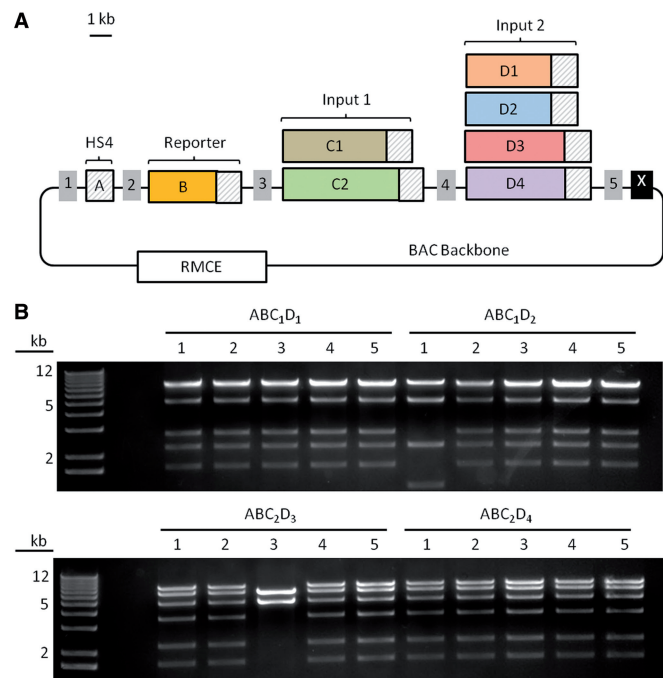 A
1 kb
Input 2
D1
Input 1
D2
HS4
Reporter
C1
D3
1
A
2
B
3
C2
4
D4
5
X
RMCE
BAC Backbone
B
ABC₁D₁
ABC₁D₂
kb
1 2 3 4 5 1 2 3 4 5
12
5
2
ABC₂D₃
ABC₂D₄
kb
1 2 3 4 5 1 2 3 4 5
12
5
2